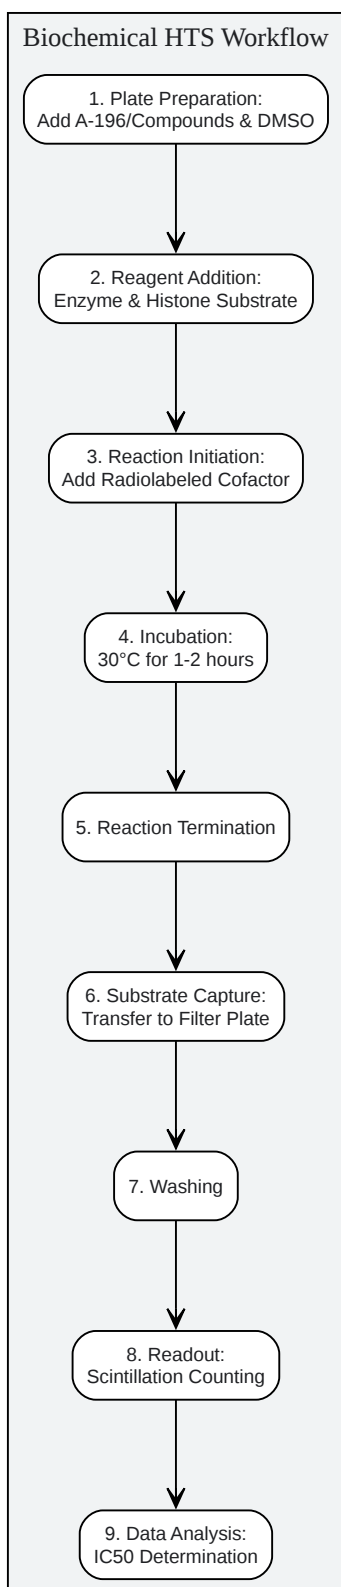 Biochemical HTS Workflow
1. Plate Preparation:
Add A-196/Compounds & DMSO
2. Reagent Addition:
Enzyme & Histone Substrate
3. Reaction Initiation:
Add Radiolabeled Cofactor
4. Incubation:
30°C for 1-2 hours
5. Reaction Termination
6. Substrate Capture:
Transfer to Filter Plate
7. Washing
8. Readout:
Scintillation Counting
9. Data Analysis:
IC50 Determination